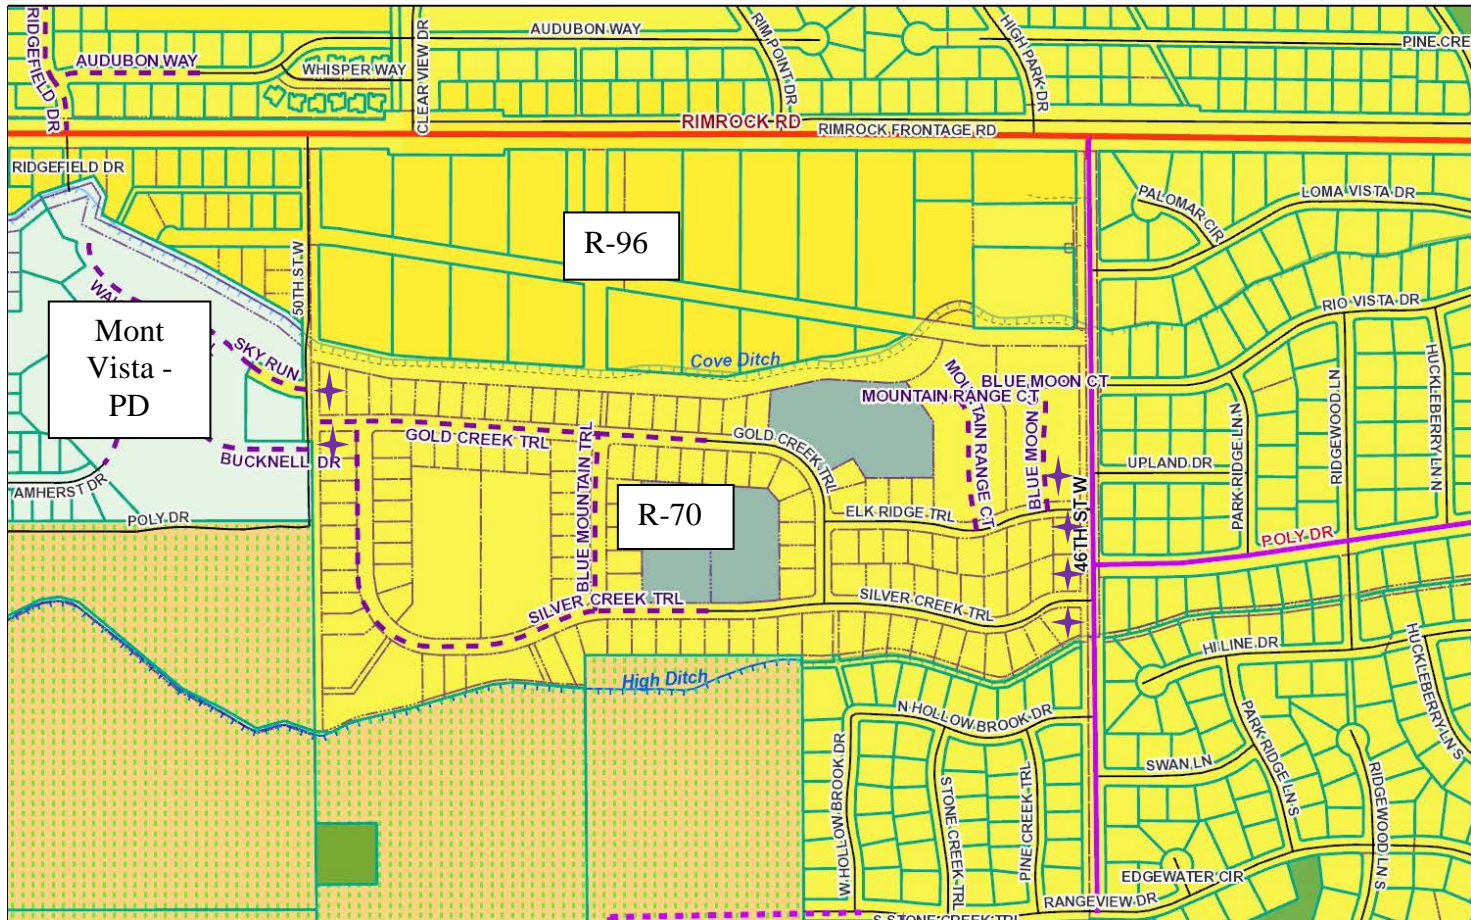 RIDGEFIELD DR
AUDUBON WAY
AUDUBON WAY
WHISPER WAY
CLEAR VIEW DR
RIM POINT DR
HIGH PARK DR
PINE CRE
RIMROCK RD
RIMROCK FRONTAGE RD
RIDGEFIELD DR
50TH ST W
R-96
PALOMAR CIR
LOMA VISTA DR
RIO VISTA DR
Mont
Vista -
PD
SKY RUN
Cove Ditch
MOUNTAIN RANGE CT
BLUE MOON CT
MOUNTAIN RANGE CT
BLUE MOON CT
GOLD CREEK TRL
BLUE MOUNTAIN TRL
GOLD CREEK TRL
BUCKNELL DR
AMHERST DR
POLY DR
R-70
ELK RIDGE TRL
46TH ST W
UPLAND DR
PARK RIDGE LN N
RIDGEWOOD LN N
HUCKLEBERRY LN N
POLY DR
SILVER CREEK TRL
SILVER CREEK TRL
High Ditch
HI LINE DR
HUCKLEBERRY LN S
N HOLLOW BROOK DR
W HOLLOW BROOK DR
STONE CREEK TRL
PINE CREEK TRL
SWAN LN
PARK RIDGE LN S
RIDGEWOOD LN S
EDGEWATER CIR
RANGEVIEW DR
S STONE CREEK TRL